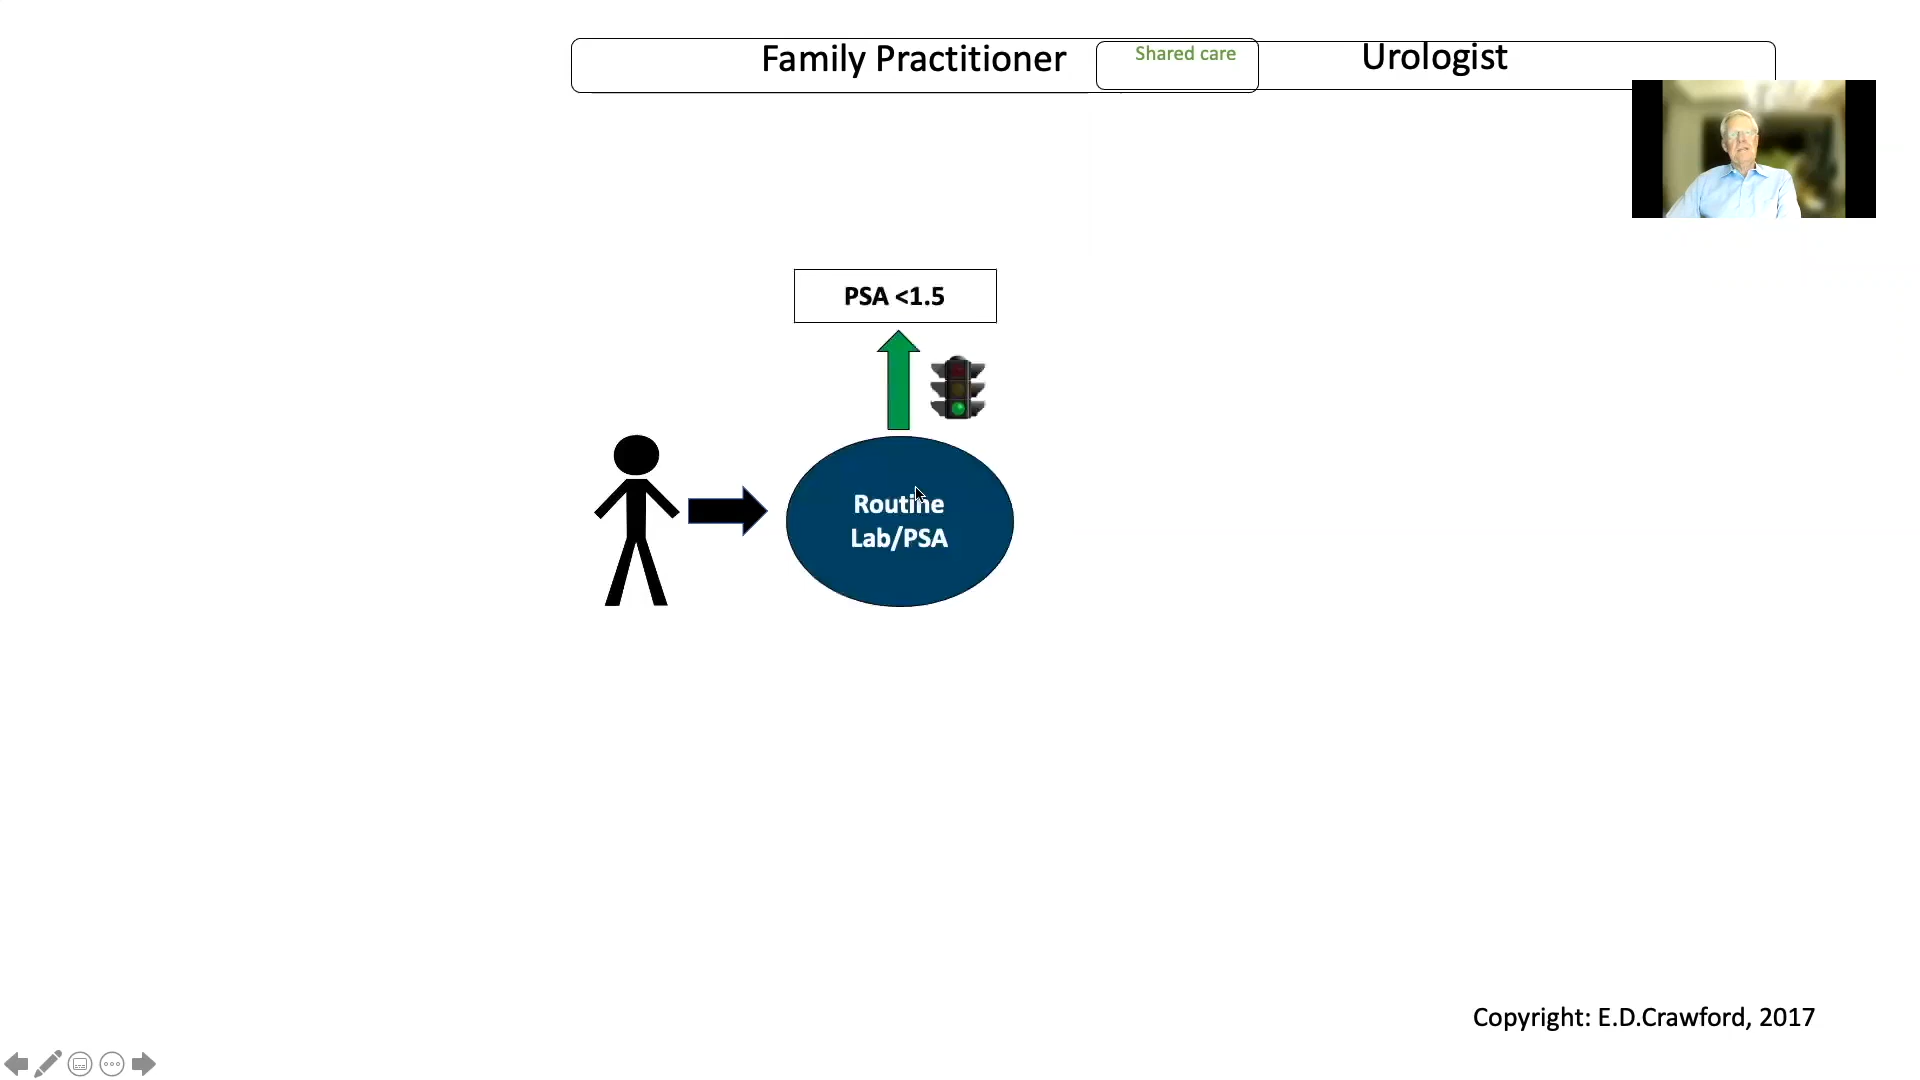 Family Practitioner
Shared care
Urologist
PSA <1.5
Routine
Lab/PSA
Copyright: E.D.Crawford, 2017